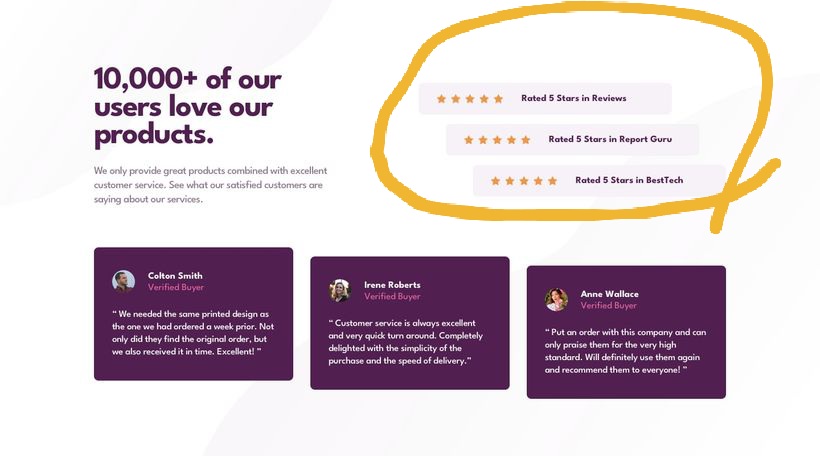 10,000+ of our
users love our
products.
We only provide great products combined with excellent
customer service. See what our satisfied customers are
saying about our services.
Rated 5 Stars in Reviews
Rated 5 Stars in Report Guru
Rated 5 Stars in BestTech
Colton Smith
Verified Buyer
“ We needed the same printed design as
the one we had ordered a week prior. Not
only did they find the original order, but
we also received it in time. Excellent! ”
Irene Roberts
Verified Buyer
“ Customer service is always excellent
and very quick turn around. Completely
delighted with the simplicity of the
purchase and the speed of delivery.”
Anne Wallace
Verified Buyer
“ Put an order with this company and can
only praise them for the very high
standard. Will definitely use them again
and recommend them to everyone! ”